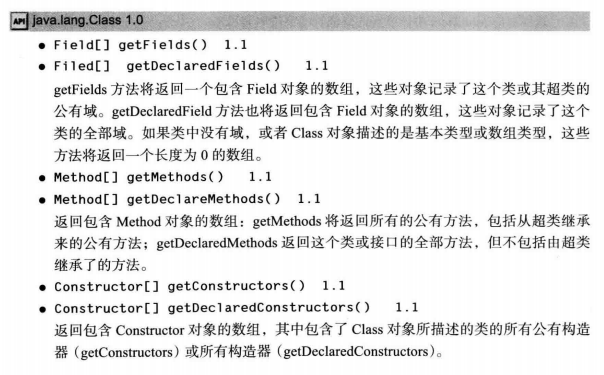 API java.lang.Class 1.0
● Field[] getFields() 1.1
● Filed[] getDeclaredFields() 1.1
getFields 方法将返回一个包含 Field 对象的数组，这些对象记录了这个类或其超类的
公有域。getDeclaredField 方法也将返回包含 Field 对象的数组，这些对象记录了这个
类的全部域。如果类中没有域，或者 Class 对象描述的是基本类型或数组类型，这些
方法将返回一个长度为 0 的数组。
● Method[] getMethods() 1.1
● Method[] getDeclareMethods() 1.1
返回包含 Method 对象的数组：getMethods 将返回所有的公有方法，包括从超类继承
来的公有方法；getDeclaredMethods 返回这个类或接口的全部方法，但不包括由超类
继承了的方法。
● Constructor[] getConstructors() 1.1
● Constructor[] getDeclaredConstructors() 1.1
返回包含 Constructor 对象的数组，其中包含了 Class 对象所描述的类的所有公有构造
器（getConstructors）或所有构造器（getDeclaredConstructors）。